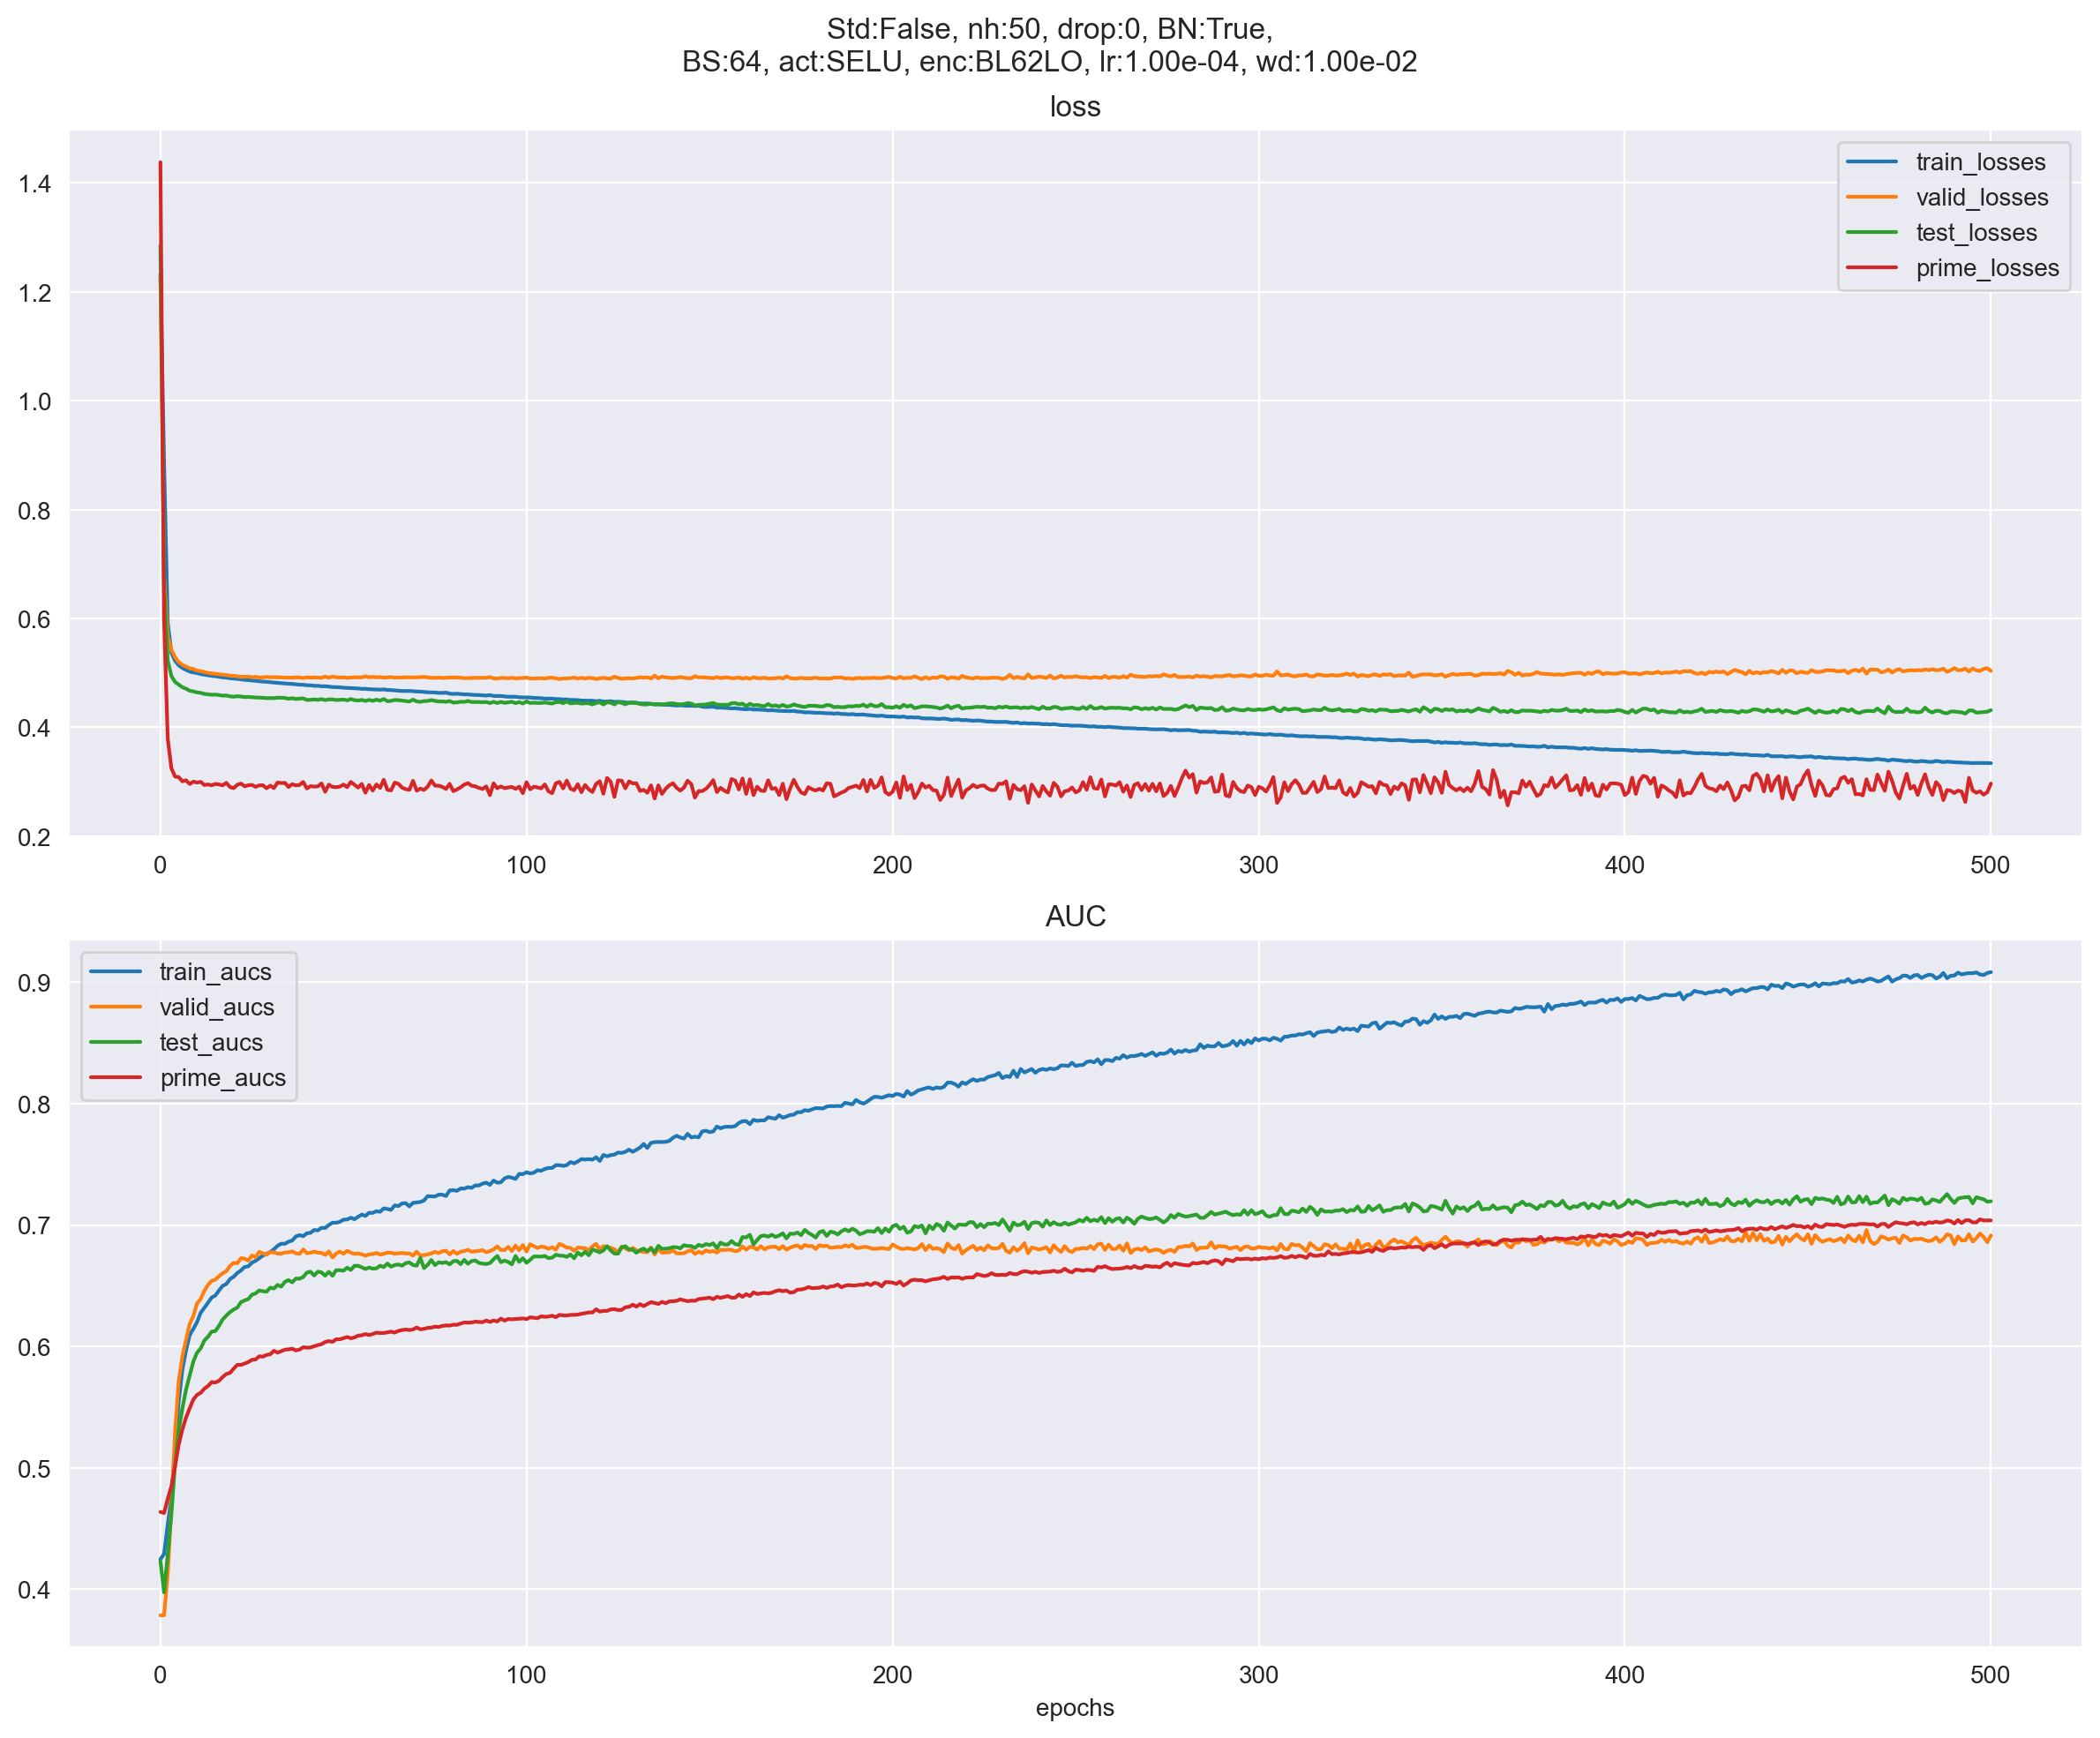 Std:False, nh:50, drop:0, BN:True,
BS:64, act:SELU, enc:BL62LO, lr:1.00e-04, wd:1.00e-02
loss
train_losses
valid_losses
test_losses
prime_losses
1.4
1.2
1.0
0.8
0.6
0.4
0.2
0 100 200 300 400 500
AUC
train_aucs
valid_aucs
test_aucs
prime_aucs
0.9
0.8
0.7
0.6
0.5
0.4
0 100 200 300 400 500
epochs